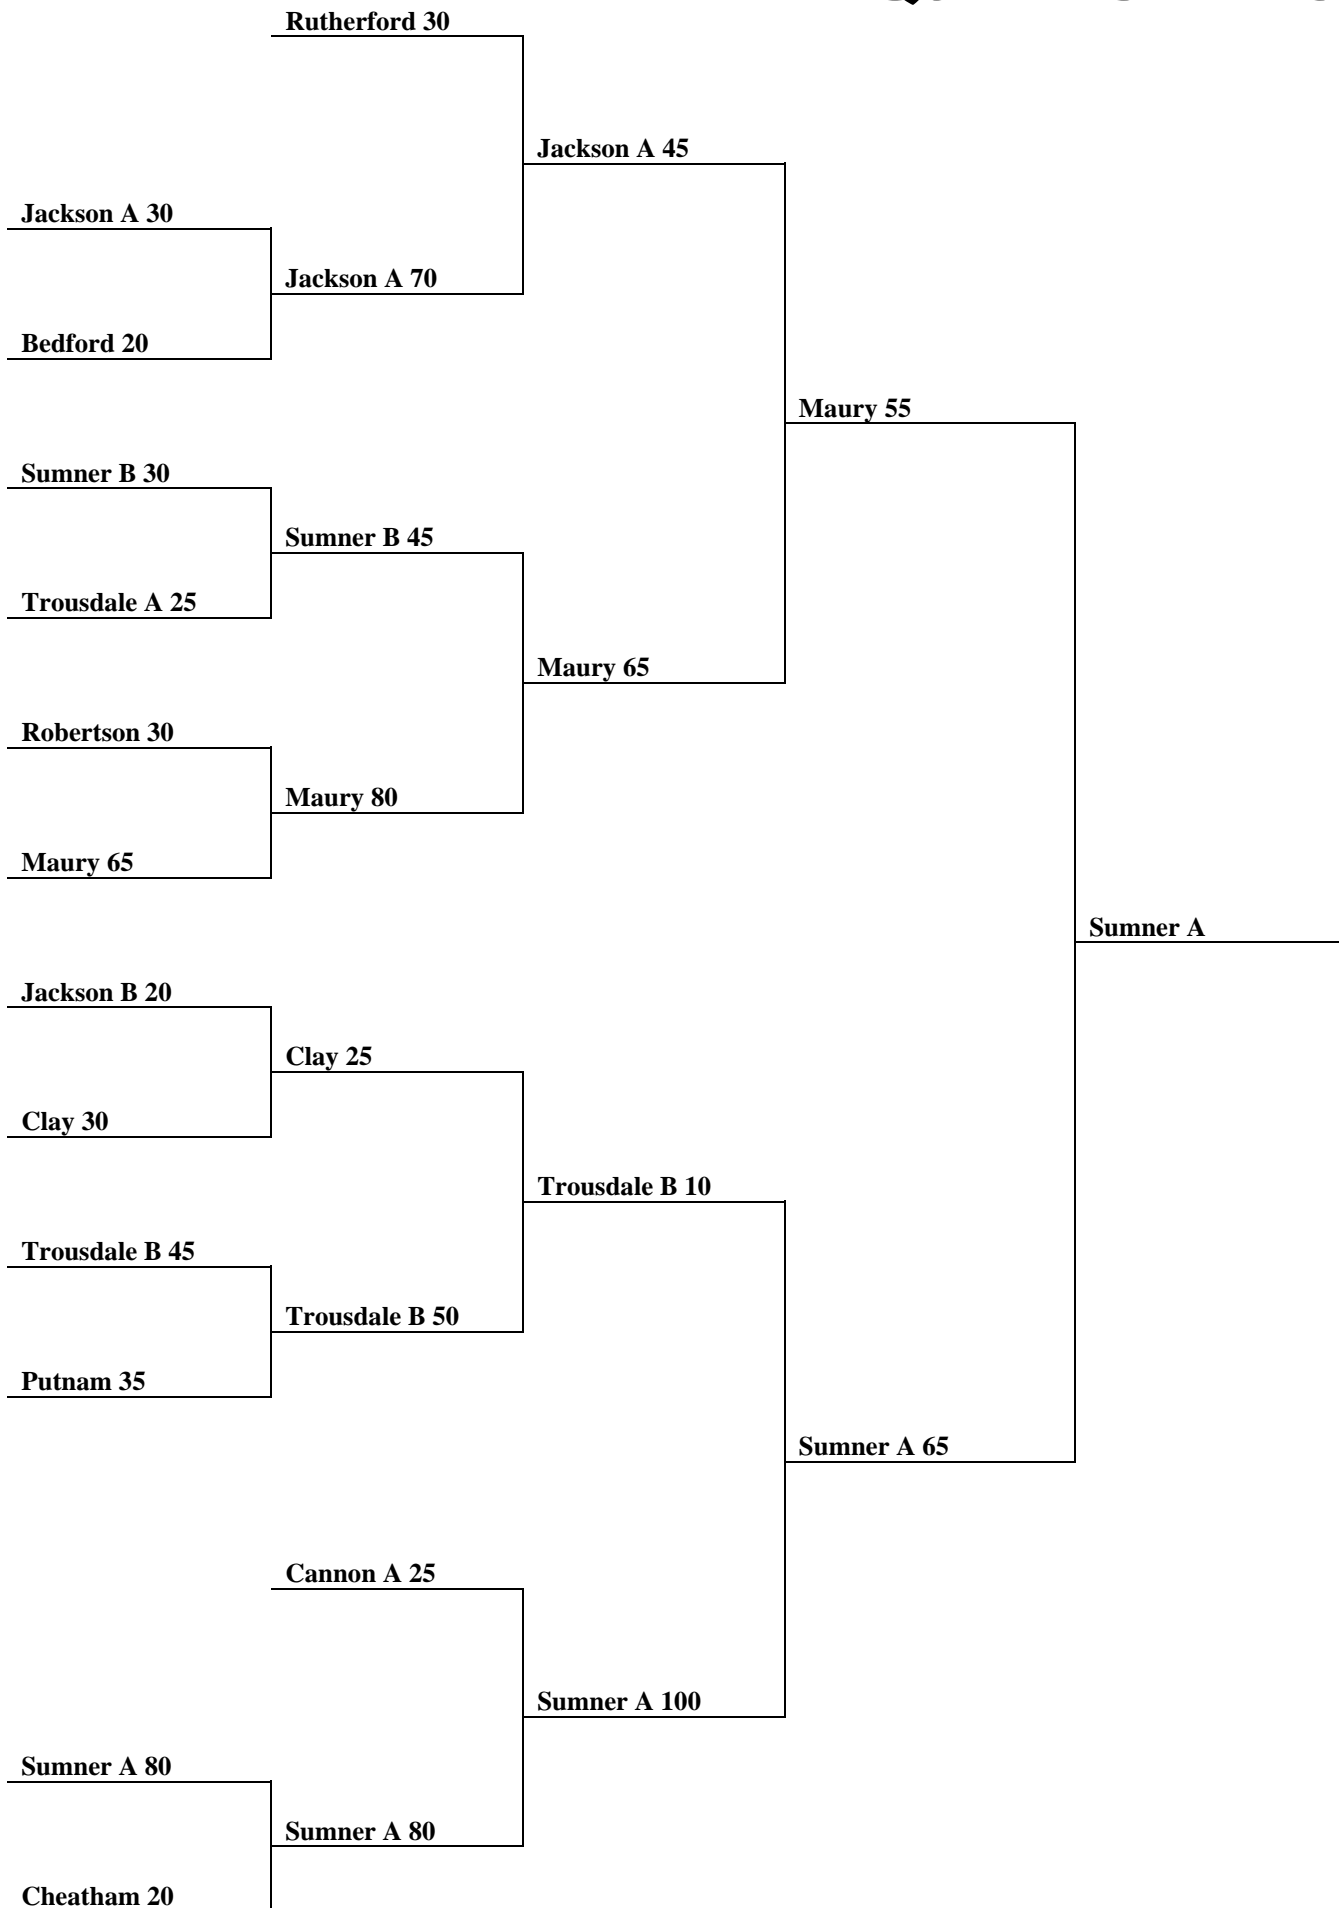 Rutherford 30
Jackson A 45
Jackson A 30
Jackson A 70
Bedford 20
Maury 55
Sumner B 30
Sumner B 45
Trousdale A 25
Maury 65
Robertson 30
Maury 80
Maury 65
Sumner A
Jackson B 20
Clay 25
Clay 30
Trousdale B 10
Trousdale B 45
Trousdale B 50
Putnam 35
Sumner A 65
Cannon A 25
Sumner A 100
Sumner A 80
Sumner A 80
Cheatham 20